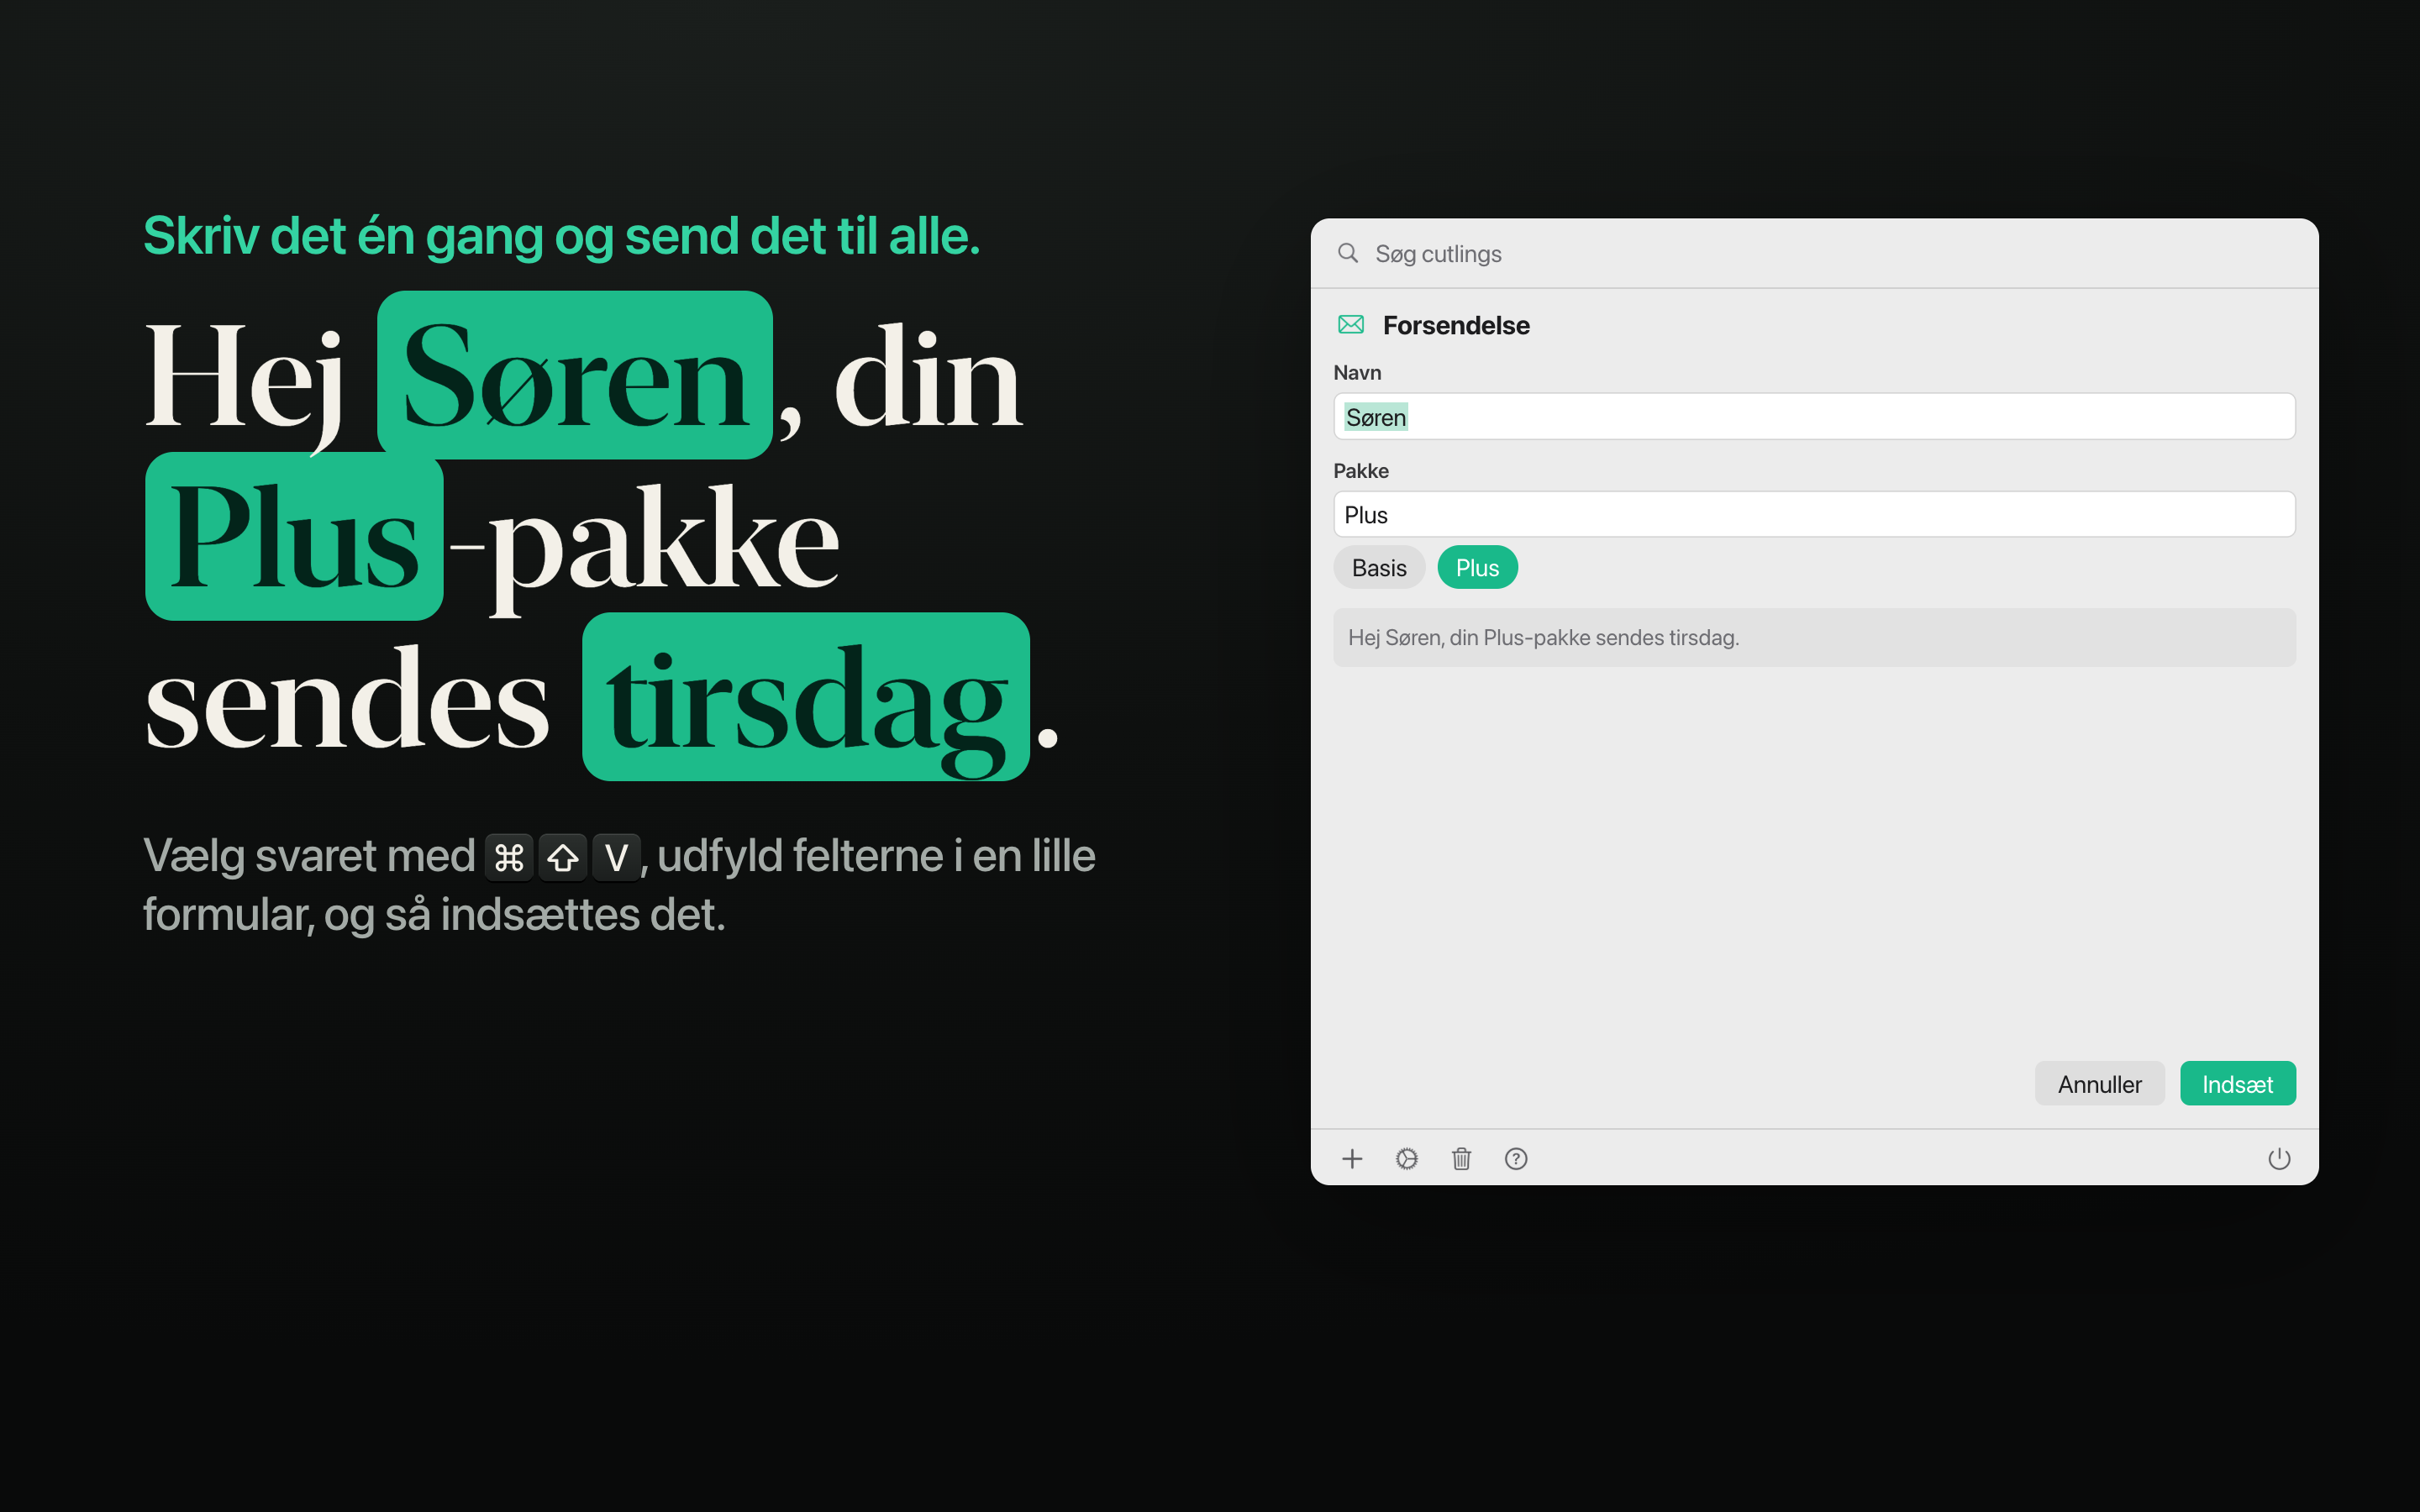 Skriv det én gang og send det til alle.
Hej Søren, din
Plus-pakke
sendes tirsdag.
Vælg svaret med ⌘ ⇧ V, udfyld felterne i en lille
formular, og så indsættes det.
Søg cutlings
Forsendelse
Navn
Søren
Pakke
Plus
Basis Plus
Hej Søren, din Plus-pakke sendes tirsdag.
Annuller Indsæt